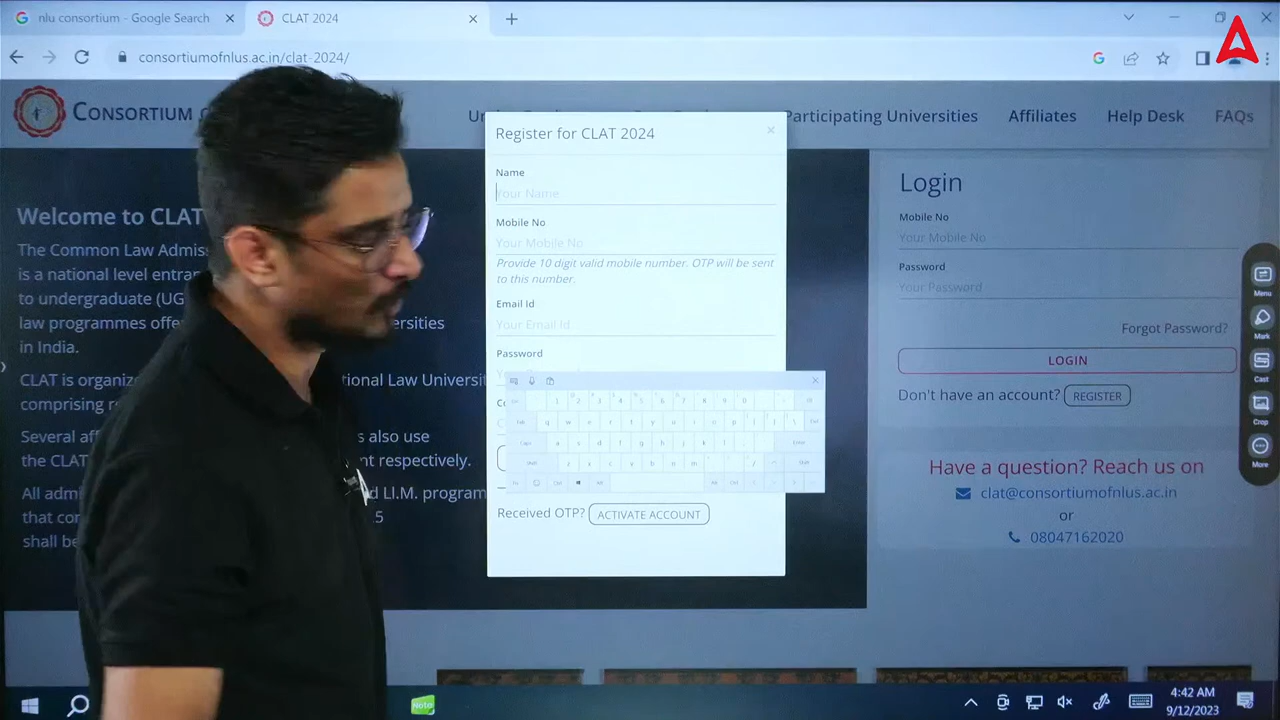 nlu consortium - Google Search
CLAT 2024
consortiumofnlus.ac.in/clat-2024/
CONSORTIUM
Participating Universities
Affiliates
Help Desk
FAQs
Welcome to CLAT
The Common Law Admiss
is a national level entran
to undergraduate (UG
law programmes offe
ersities
in India.
CLAT is organiz
tional Law Universit
comprising r
Several aff
s also use
the CLAT
nt respectively.
All admi
d Ll.M. program
that con
shall be
Register for CLAT 2024
Name
Your Name
Mobile No
Your Mobile No
Provide 10 digit valid mobile number. OTP will be sent
to this number.
Email Id
Your Email Id
Password
Received OTP? ACTIVATE ACCOUNT
Login
Mobile No
Your Mobile No
Password
Your Password
Forgot Password?
LOGIN
Don't have an account? REGISTER
Have a question? Reach us on
clat@consortiumofnlus.ac.in
or
08047162020
Menu
Mark
Cast
Crop
More
Note
4:42 AM
9/12/2023